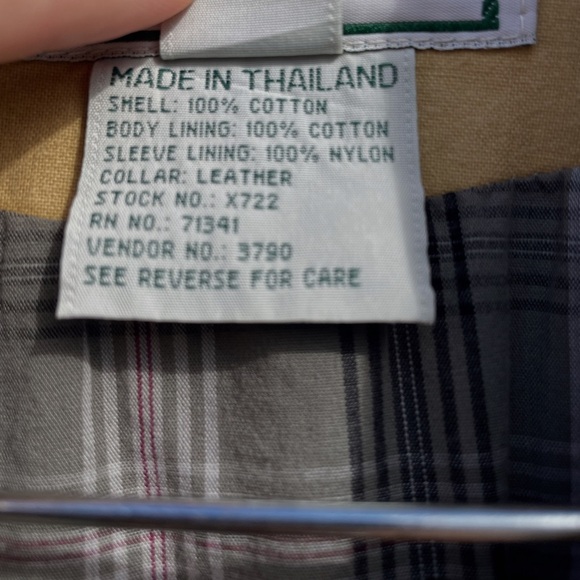 MADE IN THAILAND
SHELL: 100% COTTON
BODY LINING: 100% COTTON
SLEEVE LINING: 100% NYLON
COLLAR: LEATHER
STOCK NO.: X722
RN NO.: 71341
VENDOR NO.: 3790
SEE REVERSE FOR CARE